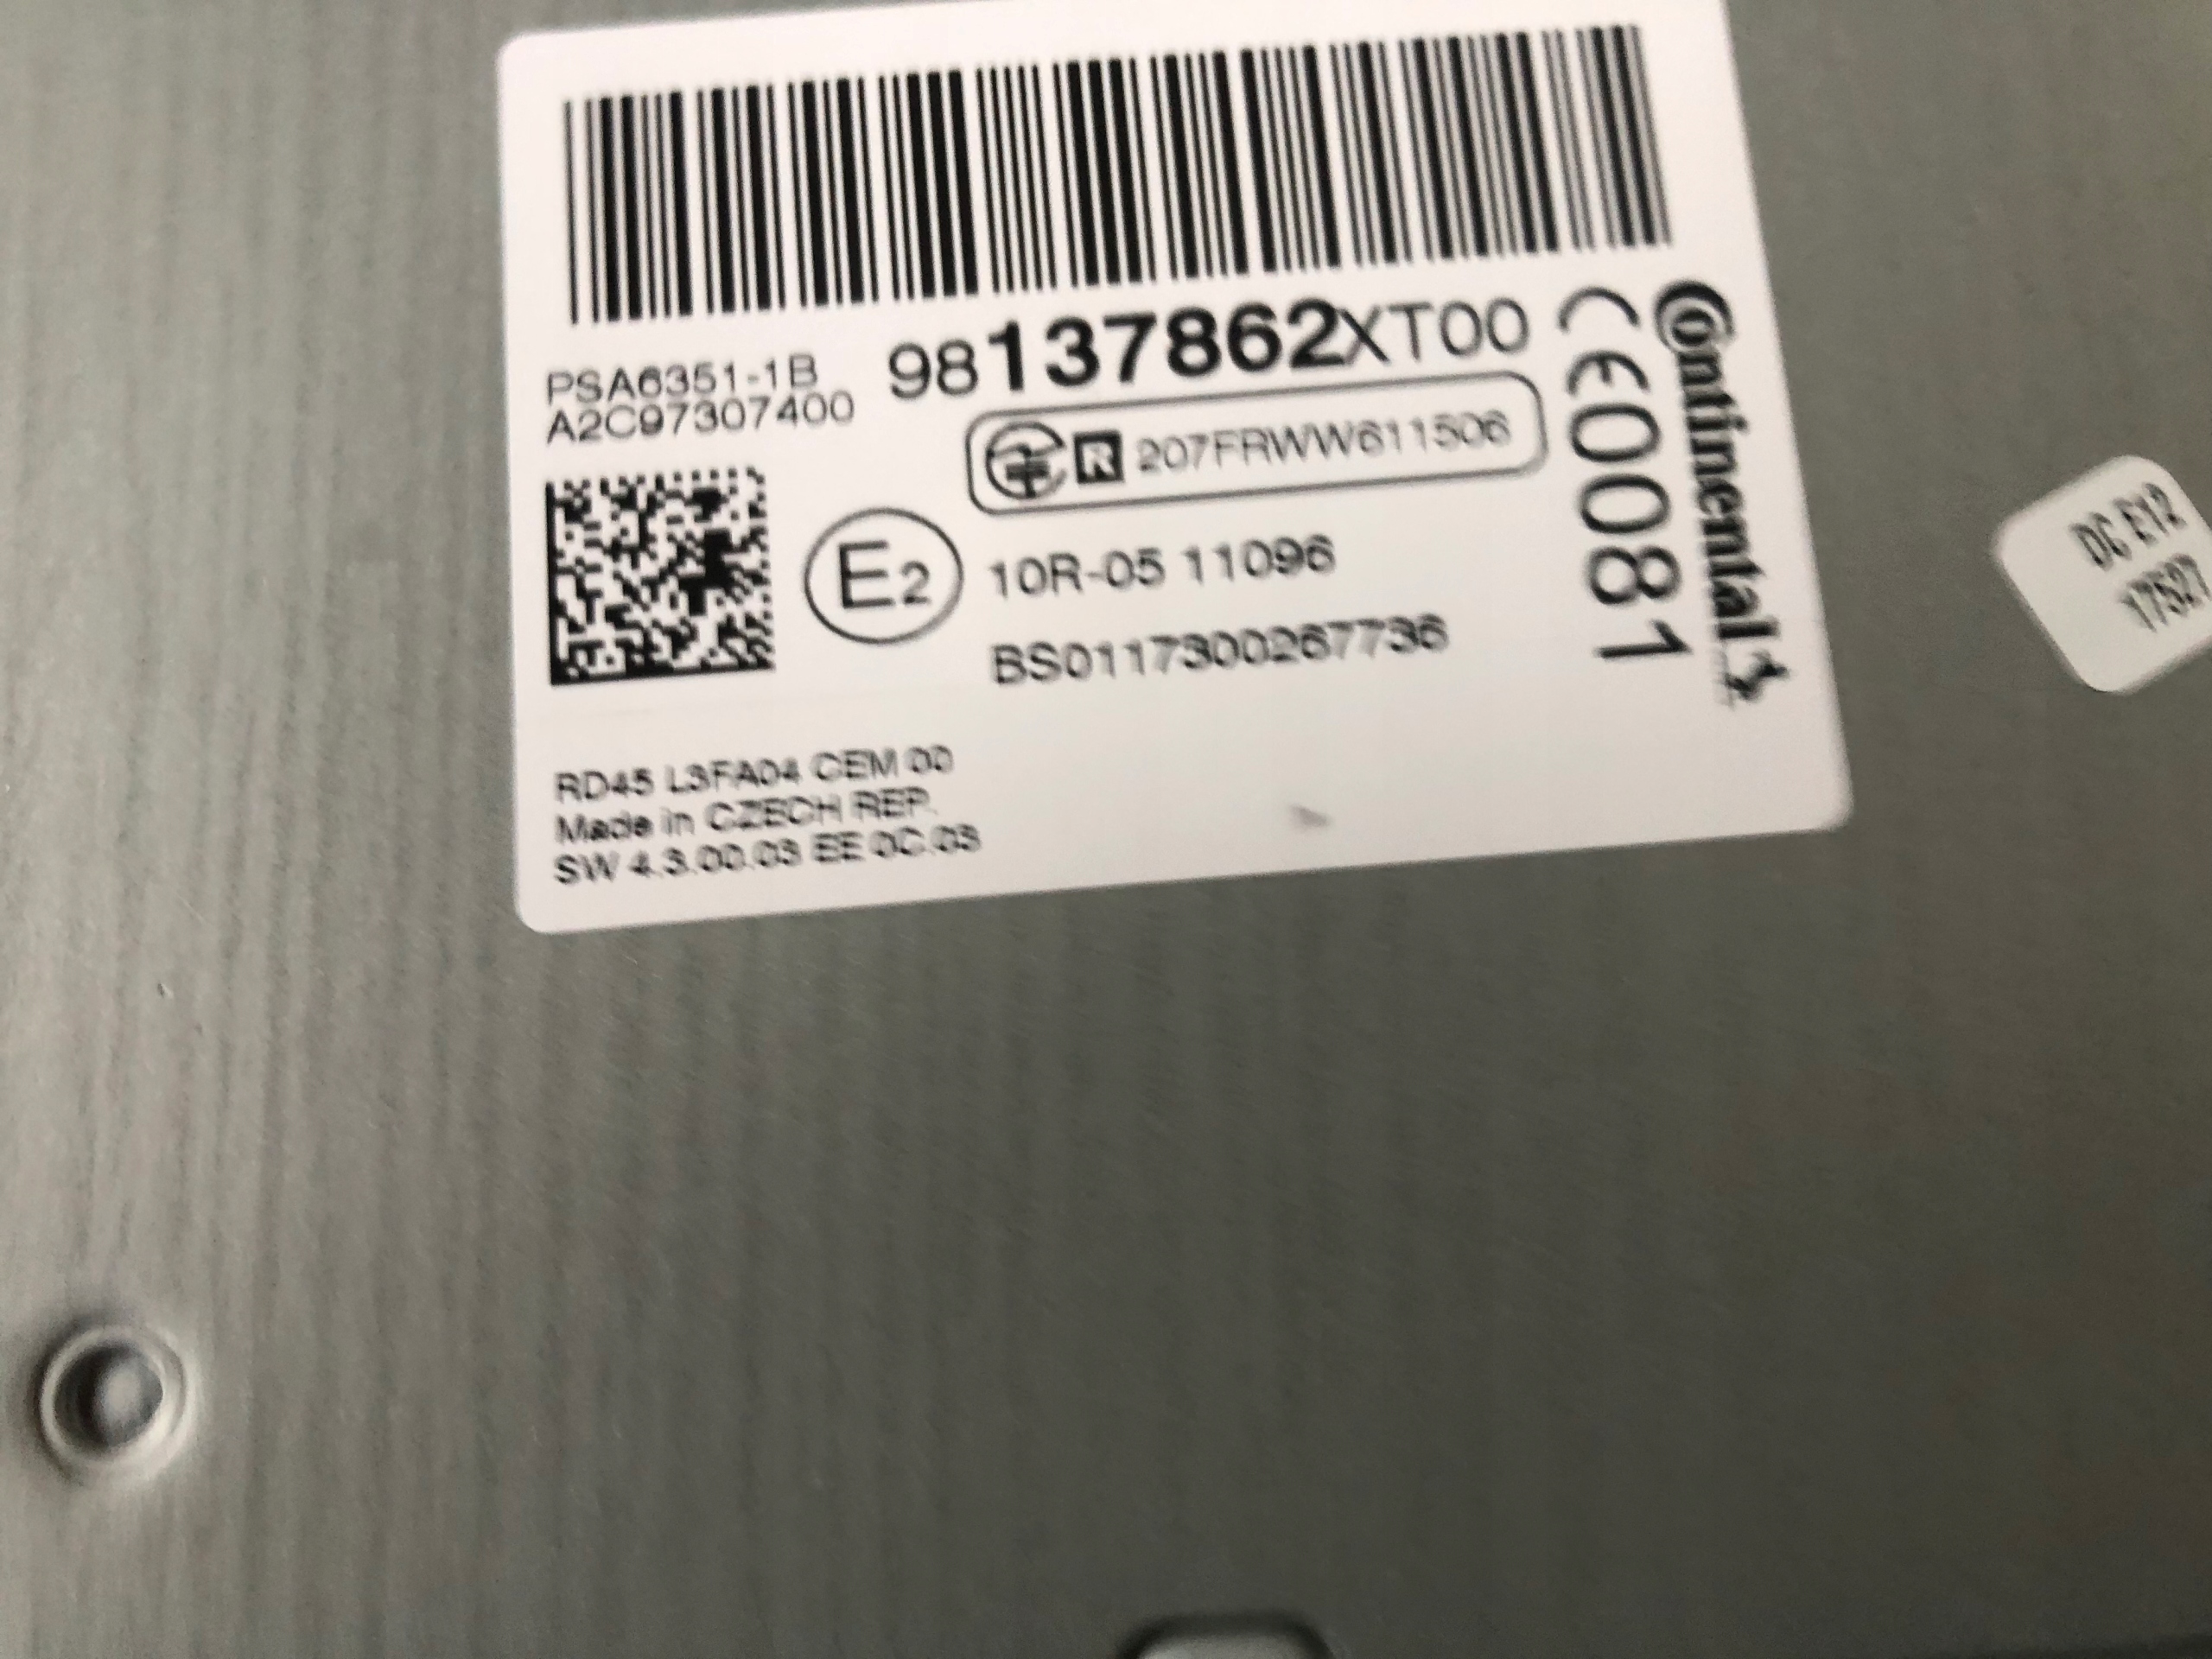 98137862XT00
PSA6351-1B
A2C97307400
R 207FRWW611506
E2
10R-05 11096
BS0117300267736
CE0081
Continental
RD45 L3FA04 CEM 00
Made in CZECH REP.
SW 4.3.00.03 EE 0C.03
DC E12
17527